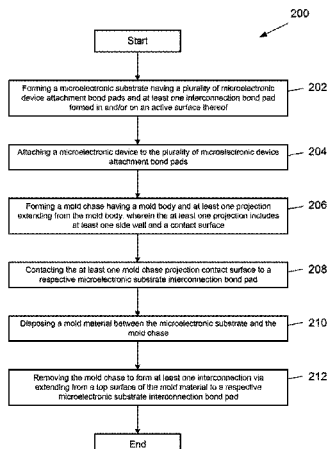 200
Start
Forming a microelectronic substrate having a plurality of microelectronic
device attachment bond pads and at least one interconnection bond pad
formed in and/or on an active surface thereof
202
Attaching a microelectronic device to the plurality of microelectronic device
attachment bond pads
204
Forming a mold chase having a mold body and at least one projection
extending from the mold body, wherein the at least one projection includes
at least one side wall and a contact surface
206
Contacting the at least one mold chase projection contact surface to a
respective microelectronic substrate interconnection bond pad
208
Disposing a mold material between the microelectronic substrate and the
mold chase
210
Removing the mold chase to form at least one interconnection via
extending from a top surface of the mold material to a respective
microelectronic substrate interconnection bond pad
212
End